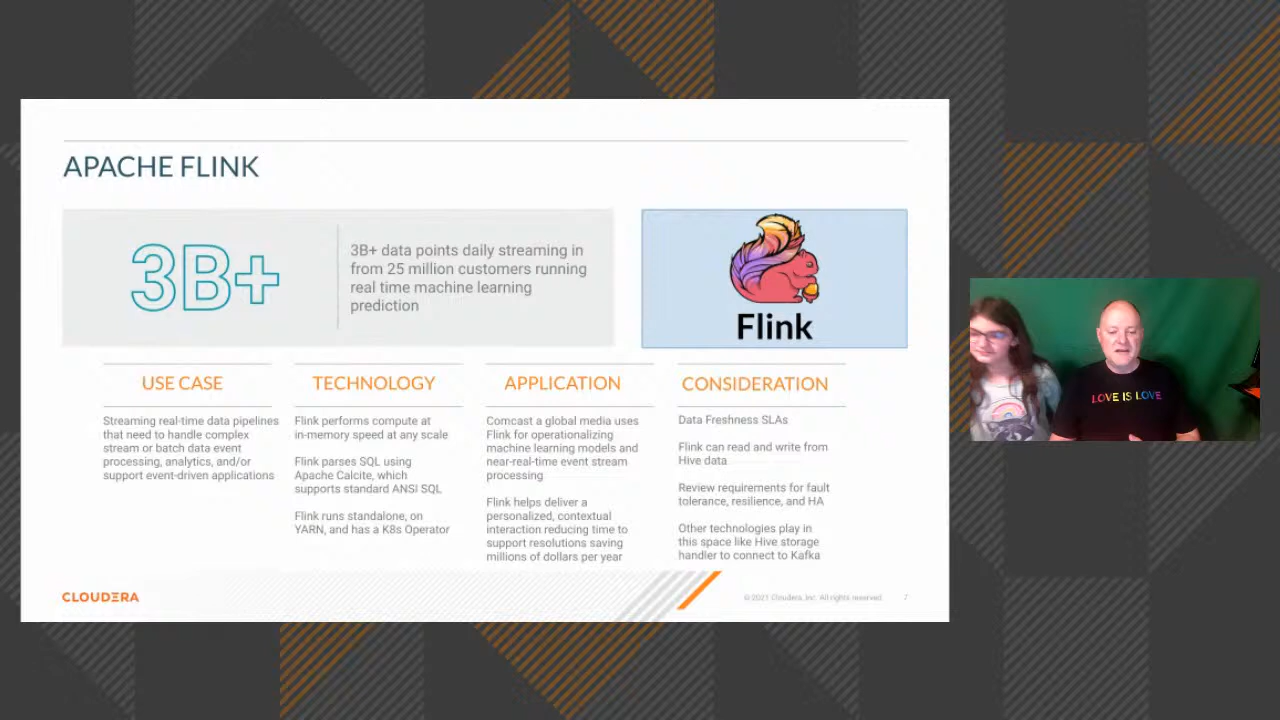 APACHE FLINK
3B+
3B+ data points daily streaming in
from 25 million customers running
real time machine learning
prediction
Flink
USE CASE
Streaming real-time data pipelines
that need to handle complex
stream or batch data event
processing, analytics, and/or
support event-driven applications
TECHNOLOGY
Flink performs compute at
in-memory speed at any scale
Flink parses SQL using
Apache Calcite, which
supports standard ANSI SQL
Flink runs standalone, on
YARN, and has a K8s Operator
APPLICATION
Comcast a global media uses
Flink for operationalizing
machine learning models and
near-real-time event stream
processing
Flink helps deliver a
personalized, contextual
interaction reducing time to
support resolutions saving
millions of dollars per year
CONSIDERATION
Data Freshness SLAs
Flink can read and write from
Hive data
Review requirements for fault
tolerance, resilience, and HA
Other technologies play in
this space like Hive storage
handler to connect to Kafka
CLOUDERA
© 2021 Cloudera, Inc. All rights reserved.
7
LOVE IS LOVE